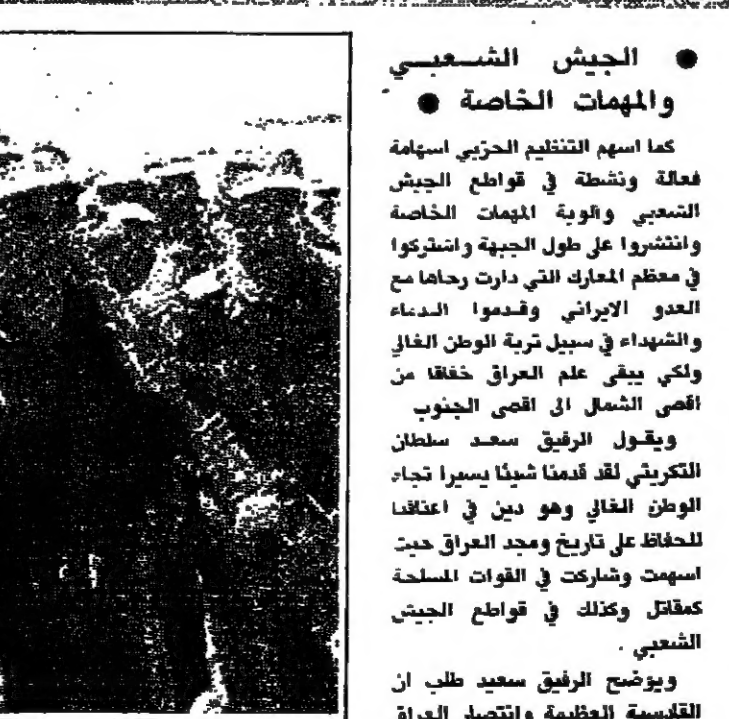 ● الجيش الشعبي
والمهمات الخاصة ●
كما اسهم التنظيم الحزبي اسهامة
فعالة ونشطة في قواطع الجيش
الشعبي والوية المهمات الخاصة
وانتشروا على طول الجبهة واشتركوا
في معظم المعارك التي دارت رحاها مع
العدو الايراني وقدموا الدماء
والشهداء في سبيل تربة الوطن الغالي
ولكي يبقى علم العراق خفاقا من
اقصى الشمال الى اقصى الجنوب
ويقول الرفيق سعد سلطان
التكريتي لقد قدمنا شيئا يسيرا تجاه
الوطن الغالي وهو دين في اعناقنا
للحفاظ على تاريخ ومجد العراق حيث
اسهمت وشاركت في القوات المسلحة
كمقاتل وكذلك في قواطع الجيش
الشعبي .
ويوضح الرفيق سعيد طلب ان
القادسية العظيمة وانتصار العراق